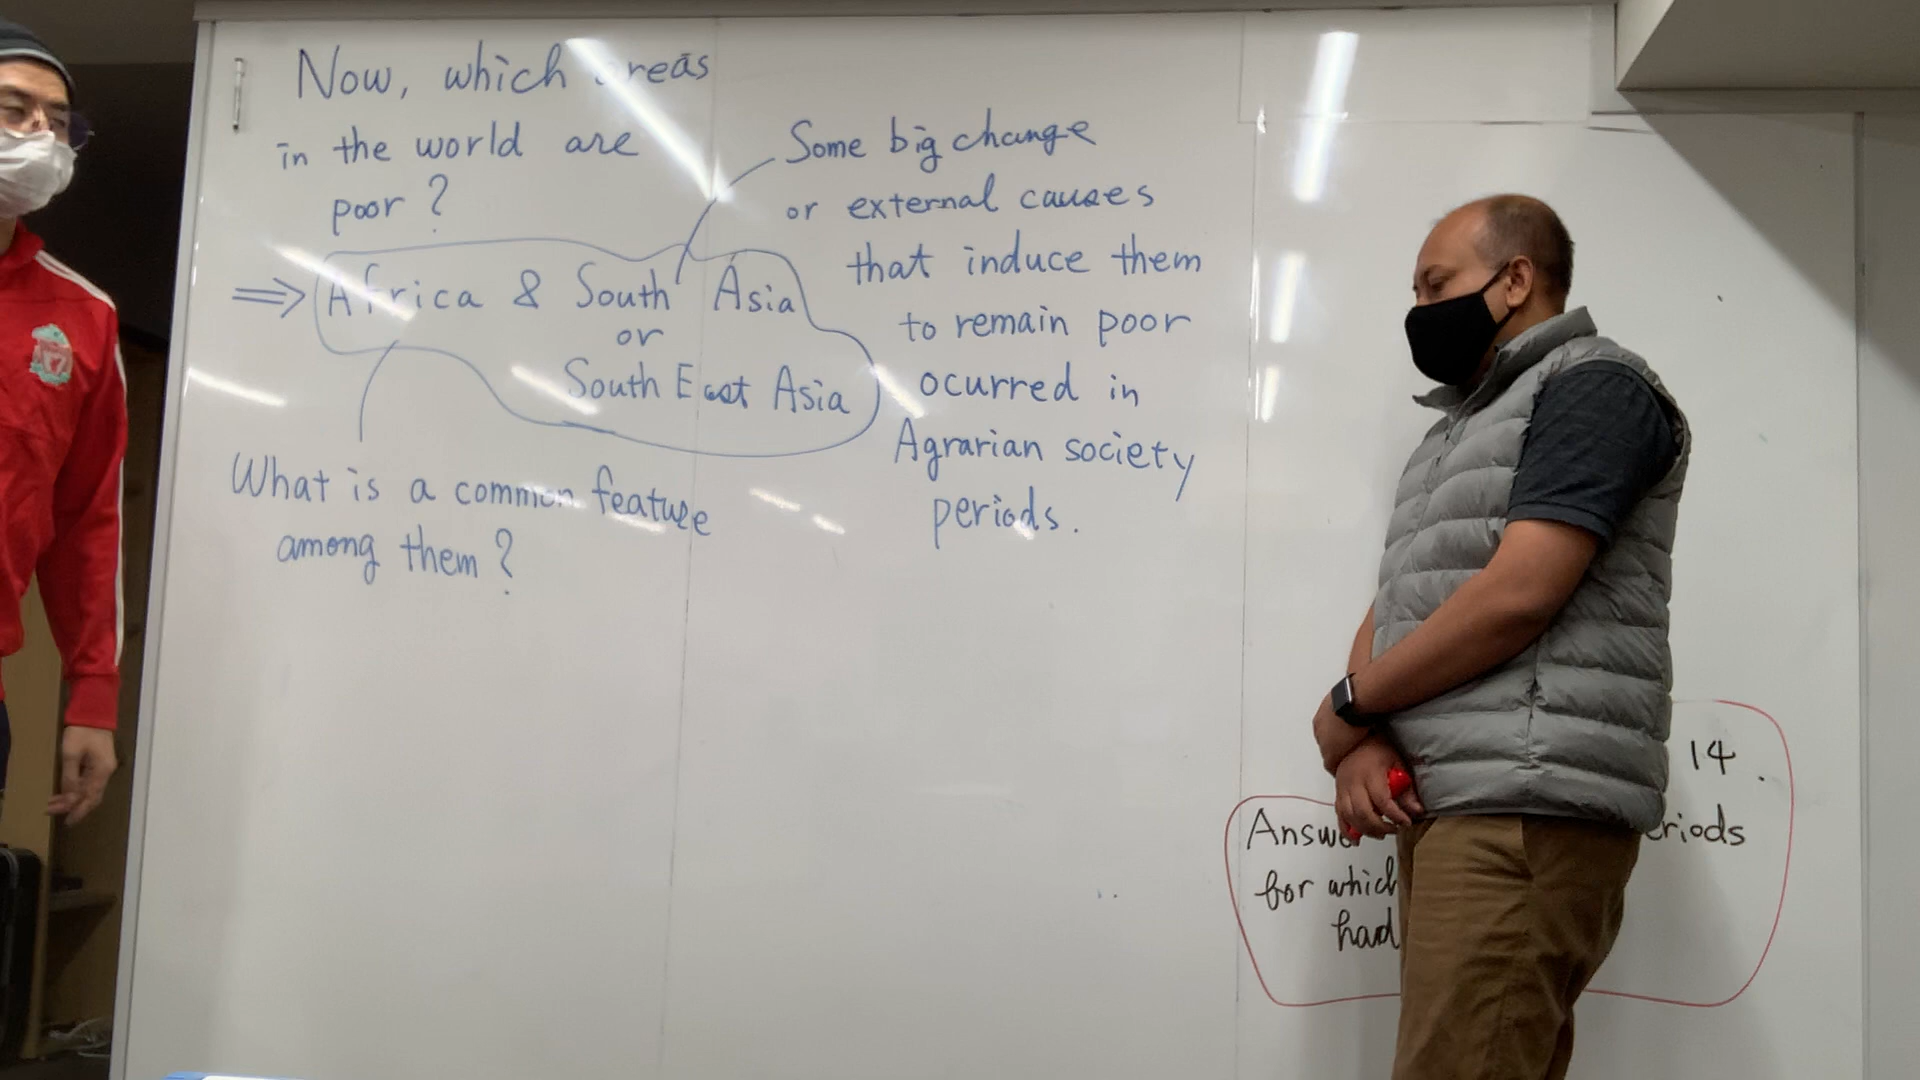 Now, which areas
in the world are
poor ?
⇒ Africa & South Asia
or
South East Asia
What is a common feature
among them ?
Some big change
or external causes
that induce them
to remain poor
ocurred in
Agrarian society
periods.
14.
Answer
eriods
for which
had